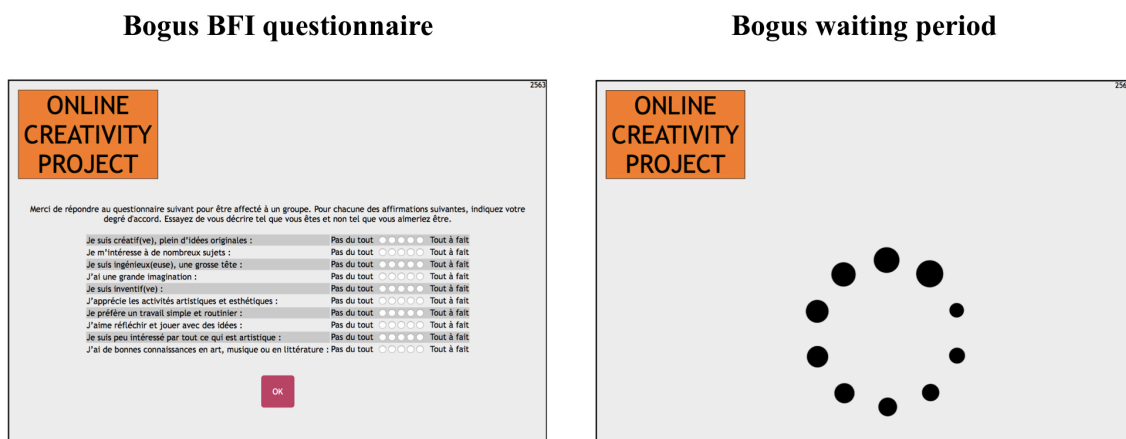 Bogus BFI questionnaire
2563
ONLINE
CREATIVITY
PROJECT
Merci de répondre au questionnaire suivant pour être affecté à un groupe. Pour chacune des affirmations suivantes, indiquez votre
degré d'accord. Essayez de vous décrire tel que vous êtes et non tel que vous aimeriez être.
Je suis créatif(ve), plein d'idées originales : Pas du tout Tout à fait
Je m'intéresse à de nombreux sujets : Pas du tout Tout à fait
Je suis ingénieux(euse), une grosse tête : Pas du tout Tout à fait
J'ai une grande imagination : Pas du tout Tout à fait
Je suis inventif(ve) : Pas du tout Tout à fait
J'apprécie les activités artistiques et esthétiques : Pas du tout Tout à fait
Je préfère un travail simple et routinier : Pas du tout Tout à fait
J'aime réfléchir et jouer avec des idées : Pas du tout Tout à fait
Je suis peu intéressé par tout ce qui est artistique : Pas du tout Tout à fait
J'ai de bonnes connaissances en art, musique ou en littérature : Pas du tout Tout à fait
OK
Bogus waiting period
256
ONLINE
CREATIVITY
PROJECT